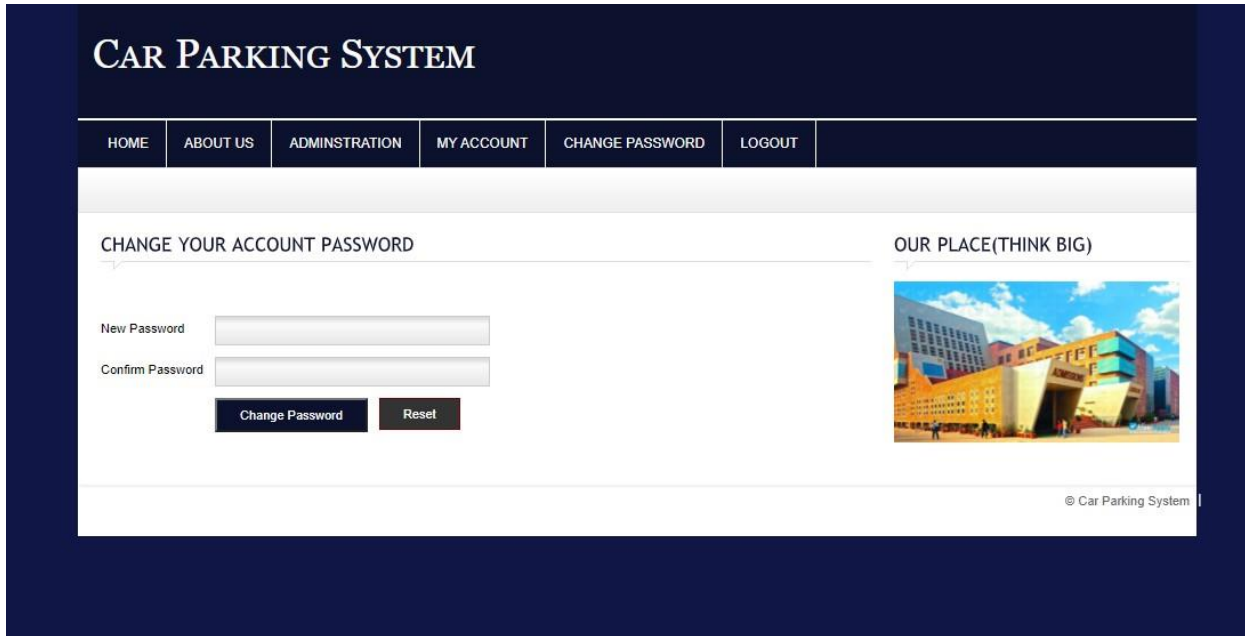 CAR PARKING SYSTEM
HOME ABOUT US ADMINSTRATION MY ACCOUNT CHANGE PASSWORD LOGOUT
CHANGE YOUR ACCOUNT PASSWORD
New Password
Confirm Password
Change Password Reset
OUR PLACE(THINK BIG)
ADMISSIONS
© Car Parking System |